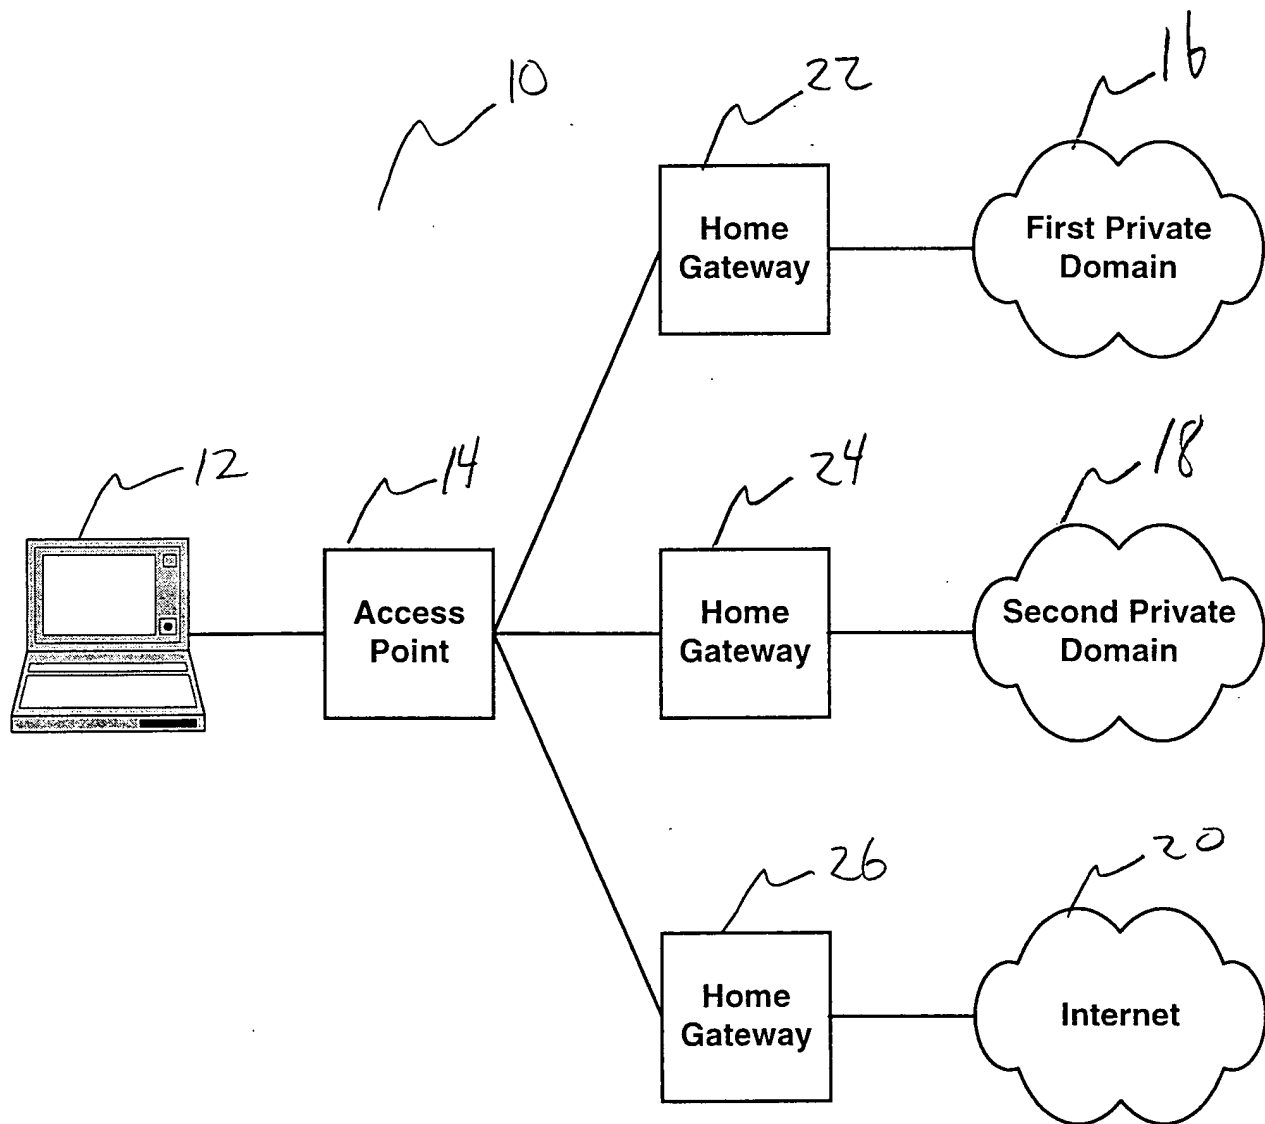 10
22
16
Home
Gateway
First Private
Domain
12
14
24
18
Access
Point
Home
Gateway
Second Private
Domain
26
20
Home
Gateway
Internet